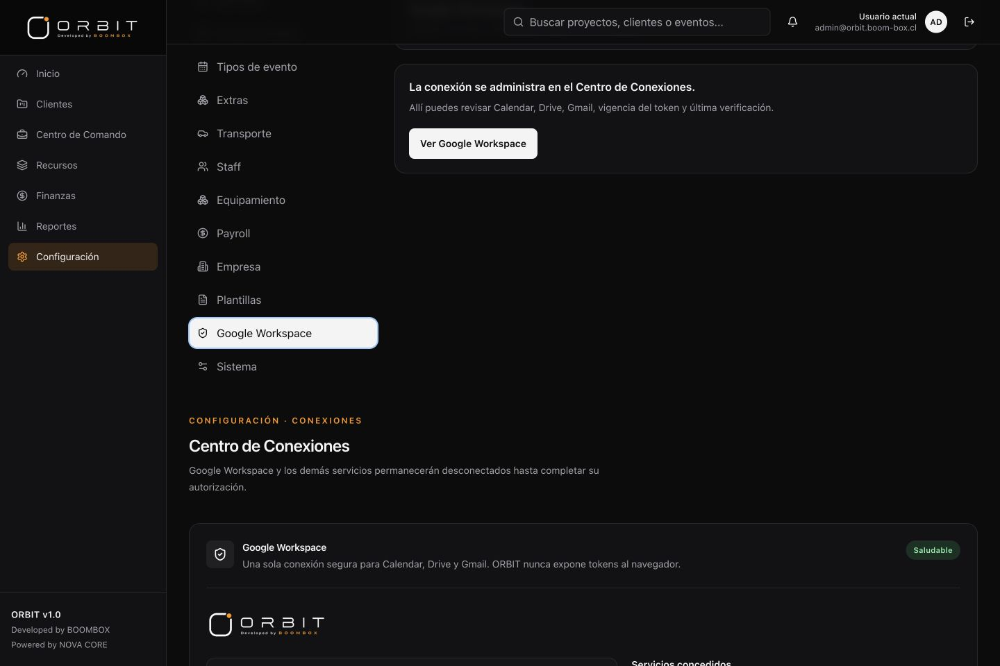 ORBIT
Developed by BOOMBOX
Buscar proyectos, clientes o eventos...
Usuario actual
admin@orbit.boom-box.cl
AD
Inicio
Clientes
Centro de Comando
Recursos
Finanzas
Reportes
Configuración
Tipos de evento
Extras
Transporte
Staff
Equipamiento
Payroll
Empresa
Plantillas
Google Workspace
Sistema
La conexión se administra en el Centro de Conexiones.
Allí puedes revisar Calendar, Drive, Gmail, vigencia del token y última verificación.
Ver Google Workspace
CONFIGURACIÓN · CONEXIONES
Centro de Conexiones
Google Workspace y los demás servicios permanecerán desconectados hasta completar su
autorización.
Google Workspace
Una sola conexión segura para Calendar, Drive y Gmail. ORBIT nunca expone tokens al navegador.
Saludable
ORBIT
Developed by BOOMBOX
Servicios concedidos
ORBIT v1.0
Developed by BOOMBOX
Powered by NOVA CORE